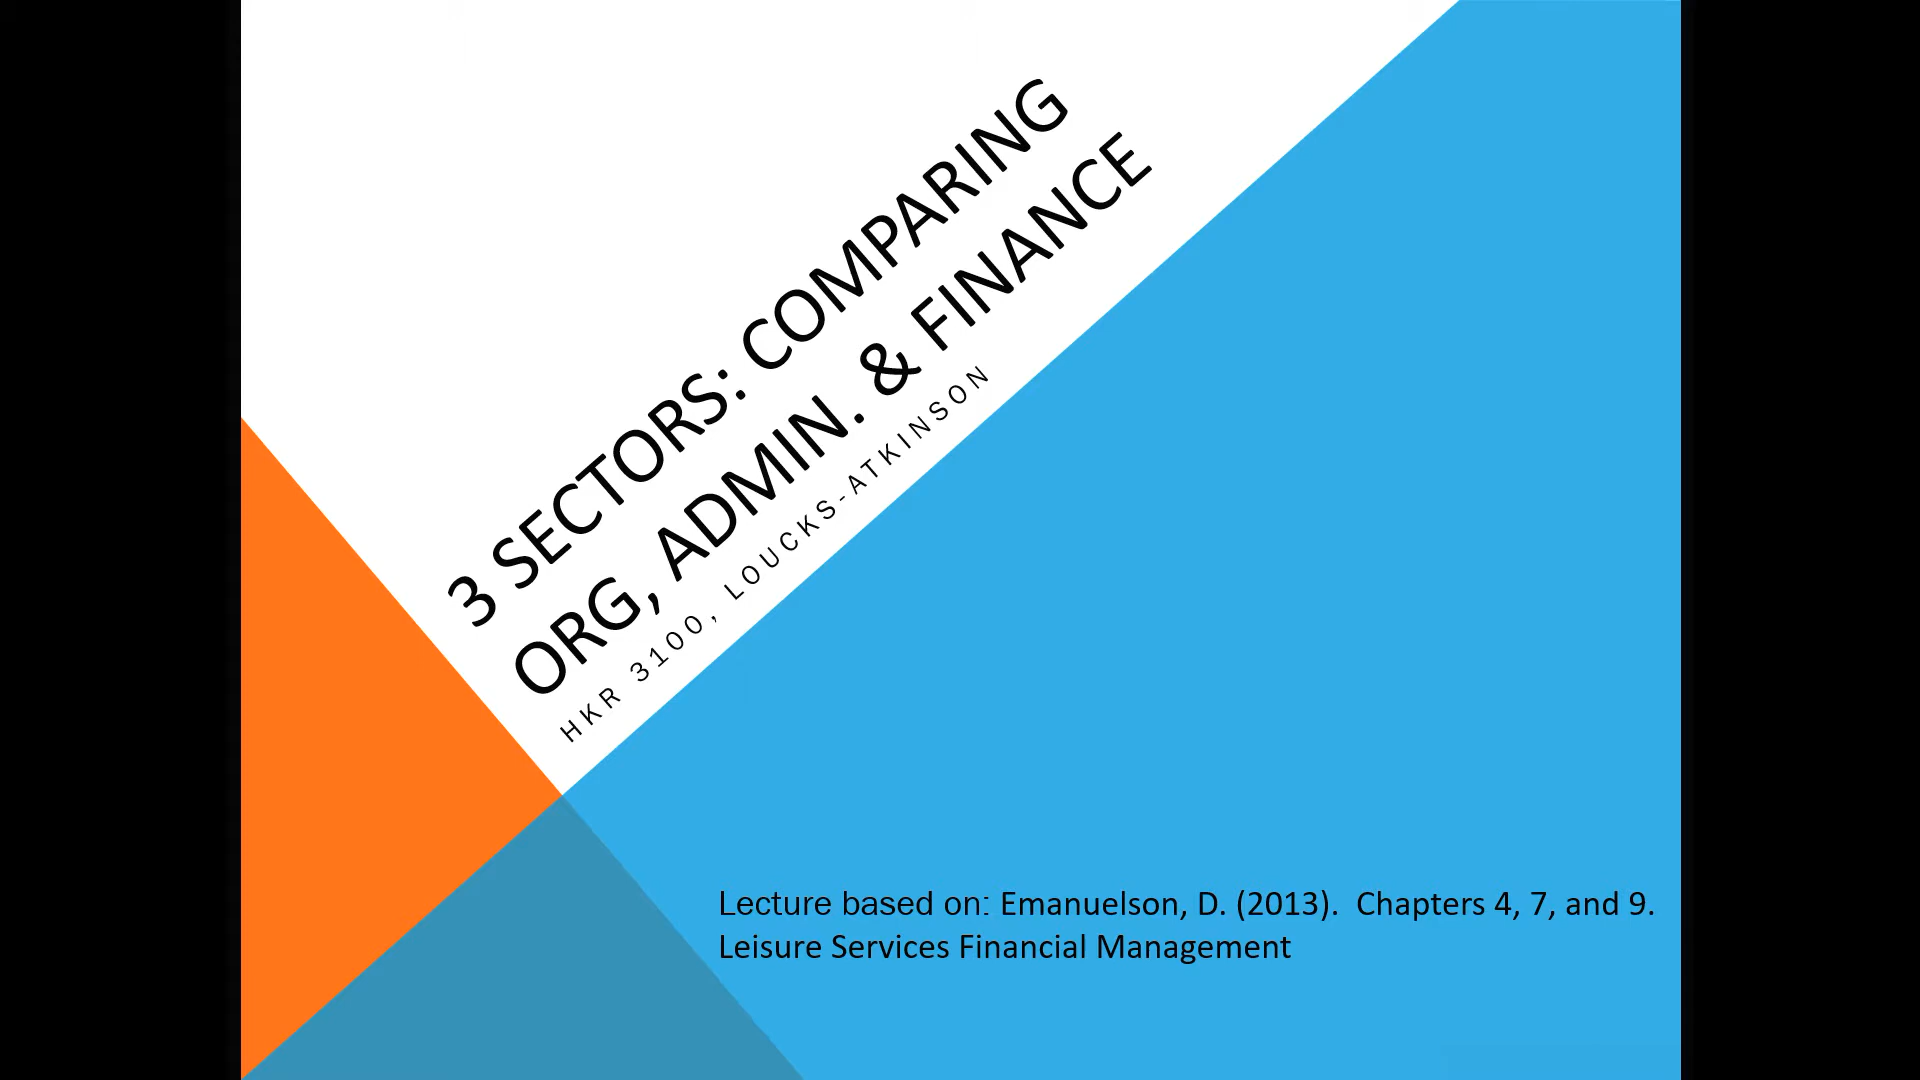 3 SECTORS: COMPARING
ORG, ADMIN. & FINANCE
HKR 3100, LOUCKS-ATKINSON
Lecture based on: Emanuelson, D. (2013).  Chapters 4, 7, and 9.
Leisure Services Financial Management